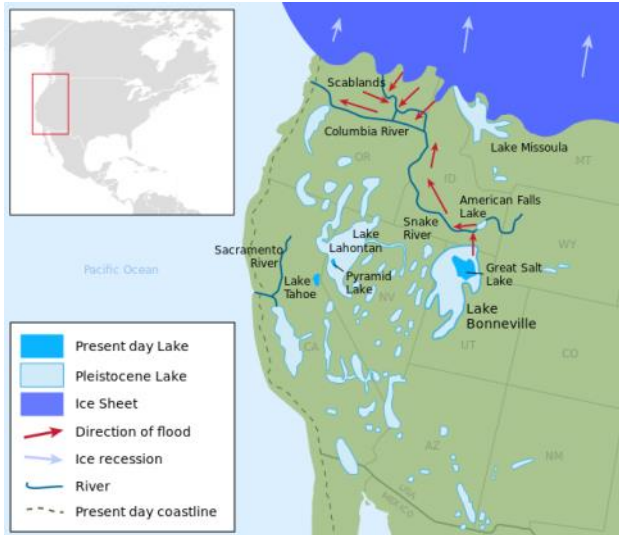 Scablands
Columbia River
Lake Missoula
OR
MT
ID
American Falls
Lake
Snake
River
WY
Lake
Lahontan
Sacramento
River
Pacific Ocean
Lake
Tahoe
Pyramid
Lake
NV
Great Salt
Lake
Lake
Bonneville
CA
UT
CO
AZ
NM
USA
MEXICO
Present day Lake
Pleistocene Lake
Ice Sheet
Direction of flood
Ice recession
River
Present day coastline